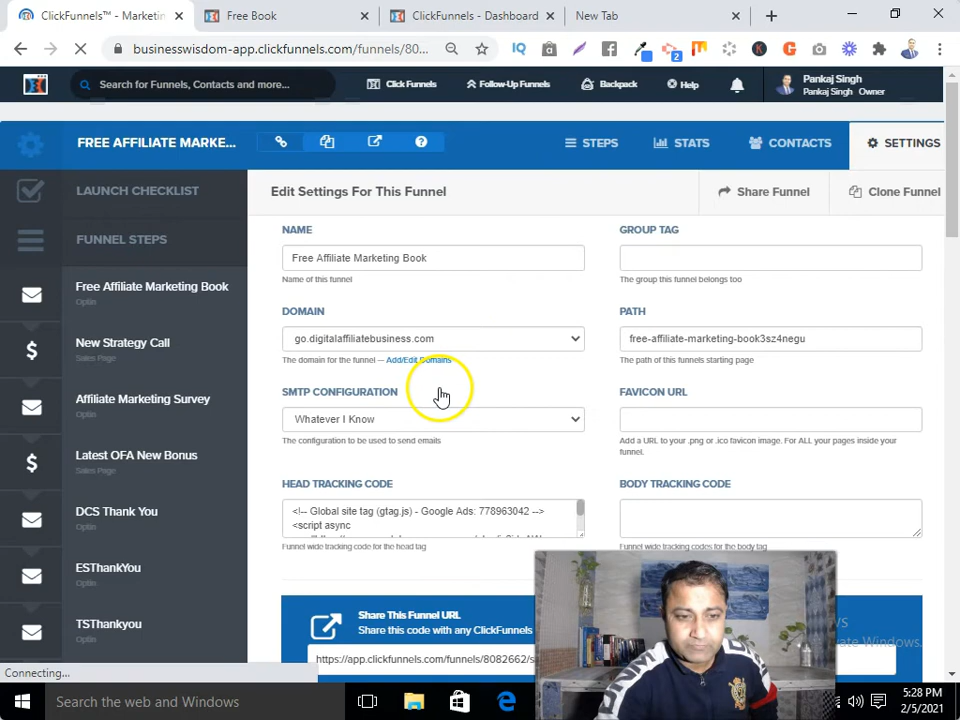 ClickFunnels™ - Marketin
Free Book
ClickFunnels - Dashboard
New Tab
businesswisdom-app.clickfunnels.com/funnels/80...
IQ
2
K
G
Search for Funnels, Contacts and more...
Click Funnels
Follow-Up Funnels
Backpack
Help
Pankaj Singh
Pankaj Singh Owner
FREE AFFILIATE MARKE...
STEPS
STATS
CONTACTS
SETTINGS
LAUNCH CHECKLIST
Edit Settings For This Funnel
Share Funnel
Clone Funnel
FUNNEL STEPS
NAME
GROUP TAG
Free Affiliate Marketing Book
Name of this funnel
The group this funnel belongs too
Free Affiliate Marketing Book
Optin
DOMAIN
PATH
go.digitalaffiliatebusiness.com
free-affiliate-marketing-book3sz4negu
The domain for the funnel — Add/Edit Domains
The path of this funnels starting page
New Strategy Call
Sales Page
SMTP CONFIGURATION
FAVICON URL
Whatever I Know
The configuration to be used to send emails
Add a URL to your .png or .ico favicon image. For ALL your pages inside your
funnel.
Affiliate Marketing Survey
Optin
Latest OFA New Bonus
Sales Page
HEAD TRACKING CODE
BODY TRACKING CODE
<!-- Global site tag (gtag.js) - Google Ads: 778963042 -->
<script async
Funnel wide tracking code for the head tag
Funnel wide tracking codes for the body tag
DCS Thank You
Optin
ESThankYou
Optin
TSThankyou
Optin
Share This Funnel URL
Share this code with any ClickFunnels
https://app.clickfunnels.com/funnels/8082662/s
Connecting...
Search the web and Windows
5:28 PM
2/5/2021